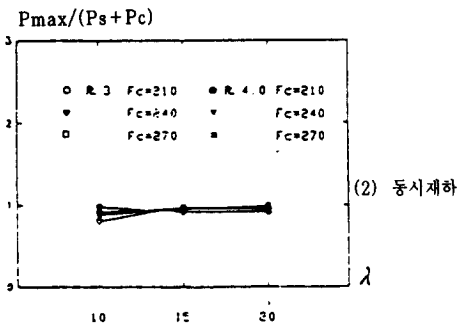 Pmax/(Ps+Pc)
3
R 3 Fc=210 R 4.0 Fc=210
Fc=240 Fc=240
2
Fc=270 Fc=270
(2) 동시재하
1
0
λ
10 15 20